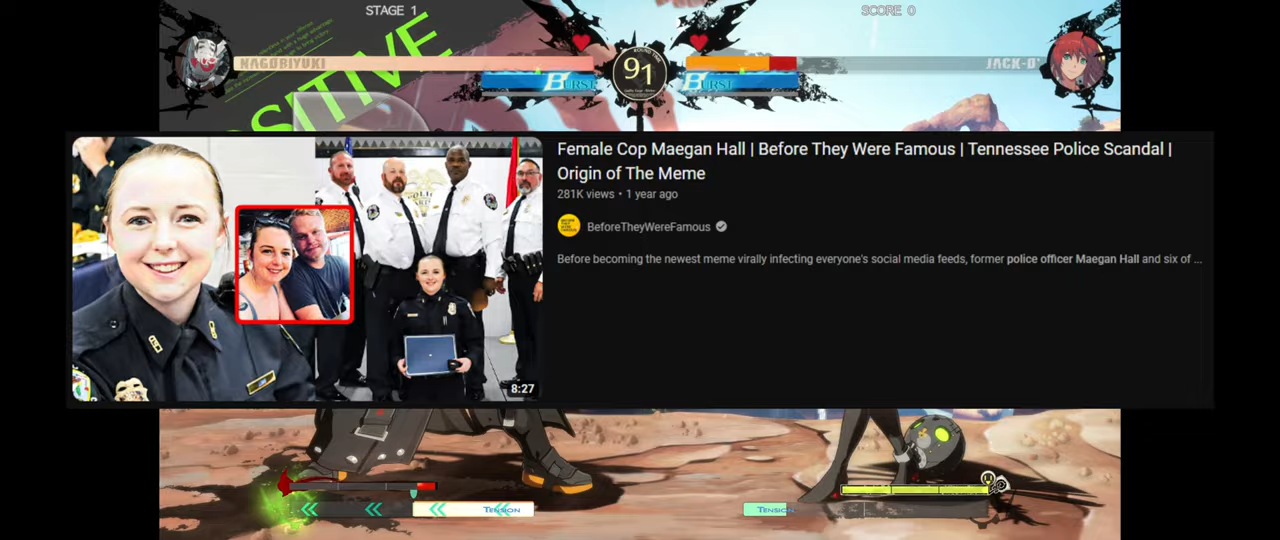 STAGE 1
SCORE 0
NAGORIYUKI
ROUND TIME
91
JACK-O'
BURST
BURST
SITIVE
Female Cop Maegan Hall | Before They Were Famous | Tennessee Police Scandal |
Origin of The Meme
281K views • 1 year ago
BeforeTheyWereFamous
Before becoming the newest meme virally infecting everyone's social media feeds, former police officer Maegan Hall and six of ...
8:27
TENSION
TENSION